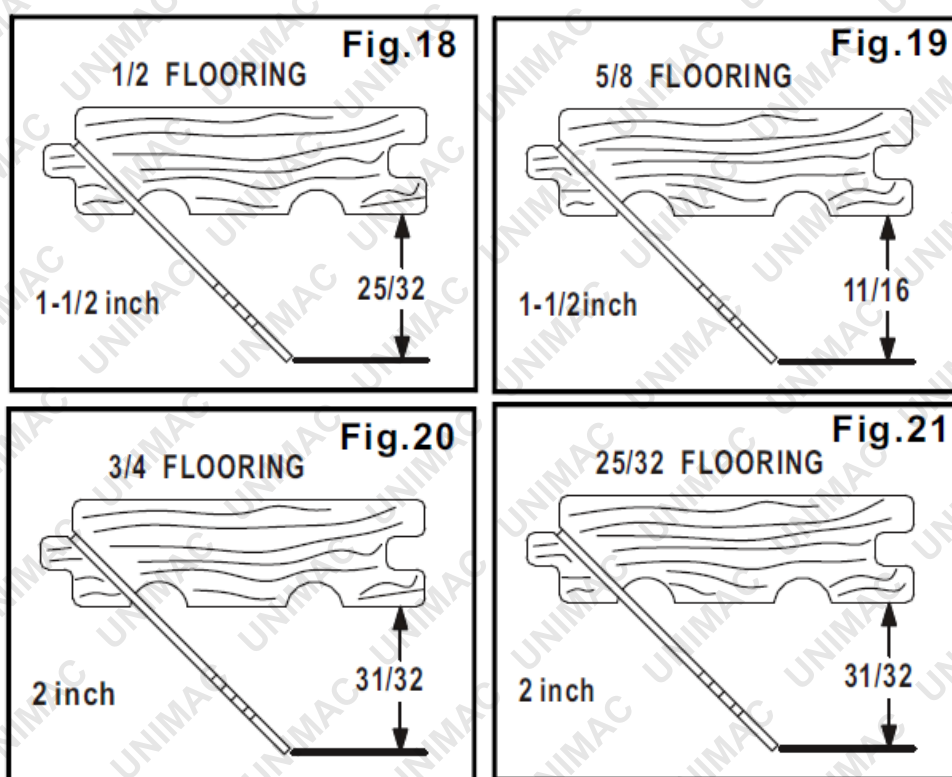 Fig.18
1/2 FLOORING
25/32
1-1/2 inch
Fig.19
5/8 FLOORING
11/16
1-1/2inch
Fig.20
3/4 FLOORING
31/32
2 inch
Fig.21
25/32 FLOORING
31/32
2 inch
UNIMAC